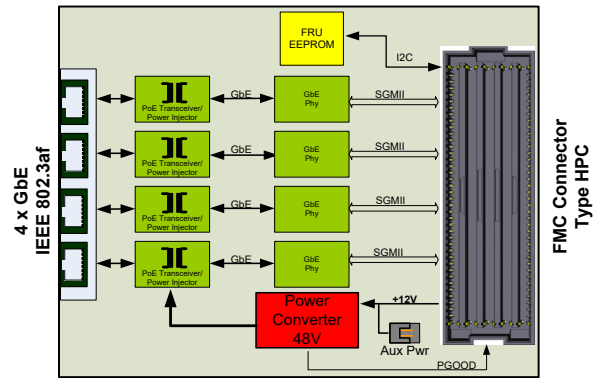 FRU
EEPROM
I2C
4 x GbE
IEEE 802.3af
PoE Transceiver/
Power Injector
GbE
GbE
Phy
SGMII
PoE Transceiver/
Power Injector
GbE
GbE
Phy
SGMII
PoE Transceiver/
Power Injector
GbE
GbE
Phy
SGMII
PoE Transceiver/
Power Injector
GbE
GbE
Phy
SGMII
FMC Connector
Type HPC
Power
Converter
48V
+12V
Aux Pwr
PGOOD